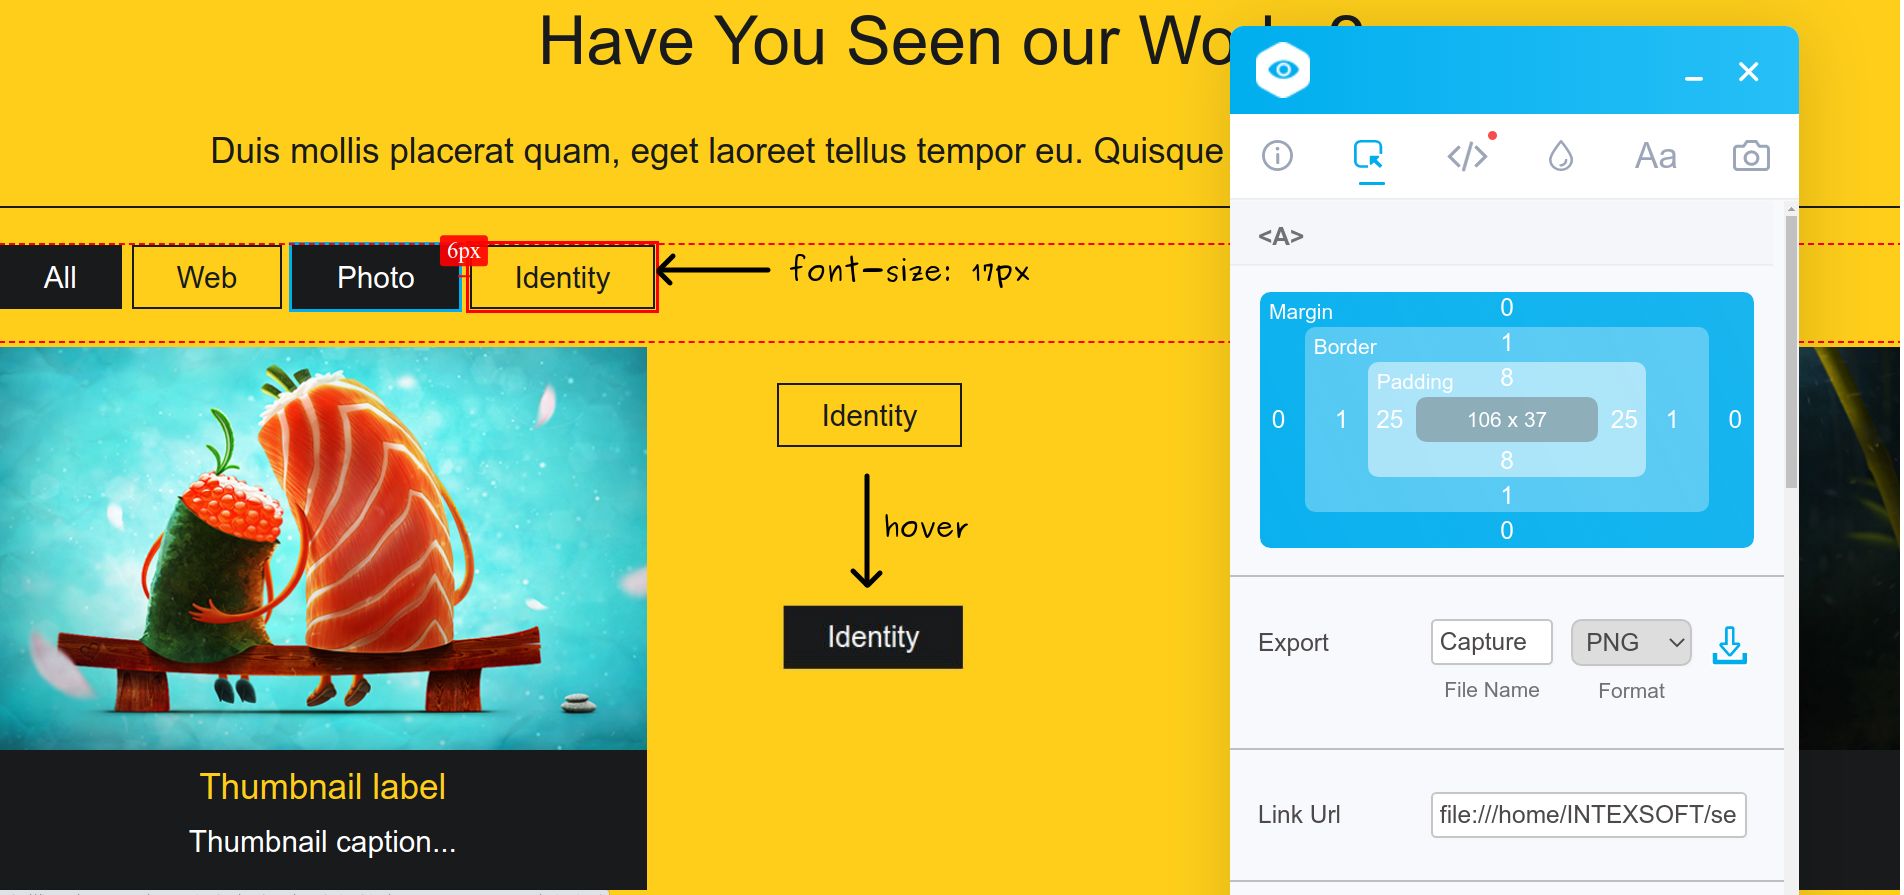 Have You Seen our Wo
Duis mollis placerat quam, eget laoreet tellus tempor eu. Quisque
All
Web
Photo
6px
Identity
font-size: 17px
Identity
hover
Identity
Thumbnail label
Thumbnail caption...
</> Aa
<A>
Margin
0
Border
1
Padding
8
0 1 25 106 x 37 25 1 0
8
1
0
Export
Capture
PNG
File Name
Format
Link Url
file:///home/INTEXSOFT/se